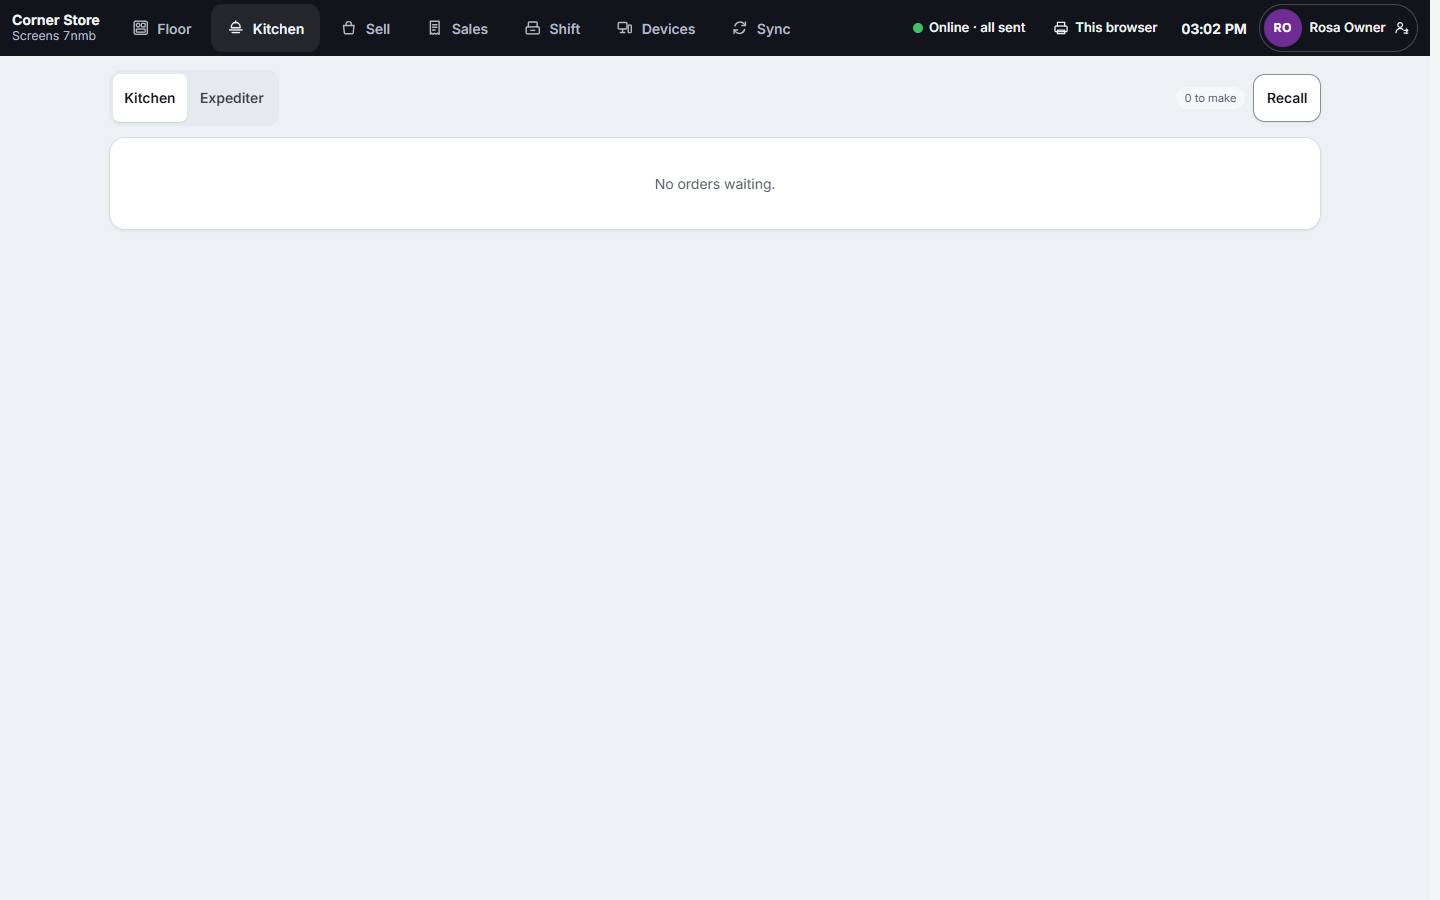 Corner Store
Screens 7nmb
Floor
Kitchen
Sell
Sales
Shift
Devices
Sync
Online · all sent
This browser
03:02 PM
RO
Rosa Owner
Kitchen
Expediter
0 to make
Recall
No orders waiting.